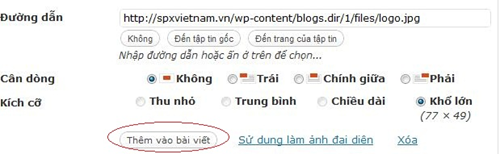 Đường dẫn http://spxvietnam.vn/wp-content/blogs.dir/1/files/logo.jpg
Không Đến tập tin gốc Đến trang của tập tin
Nhập đường dẫn hoặc ấn ở trên để chọn...
Cân dòng Không Trái Chính giữa Phải
Kích cỡ Thu nhỏ Trung bình Chiều dài Khổ lớn
(77 × 49)
Thêm vào bài viết Sử dụng làm ảnh đại diện Xóa